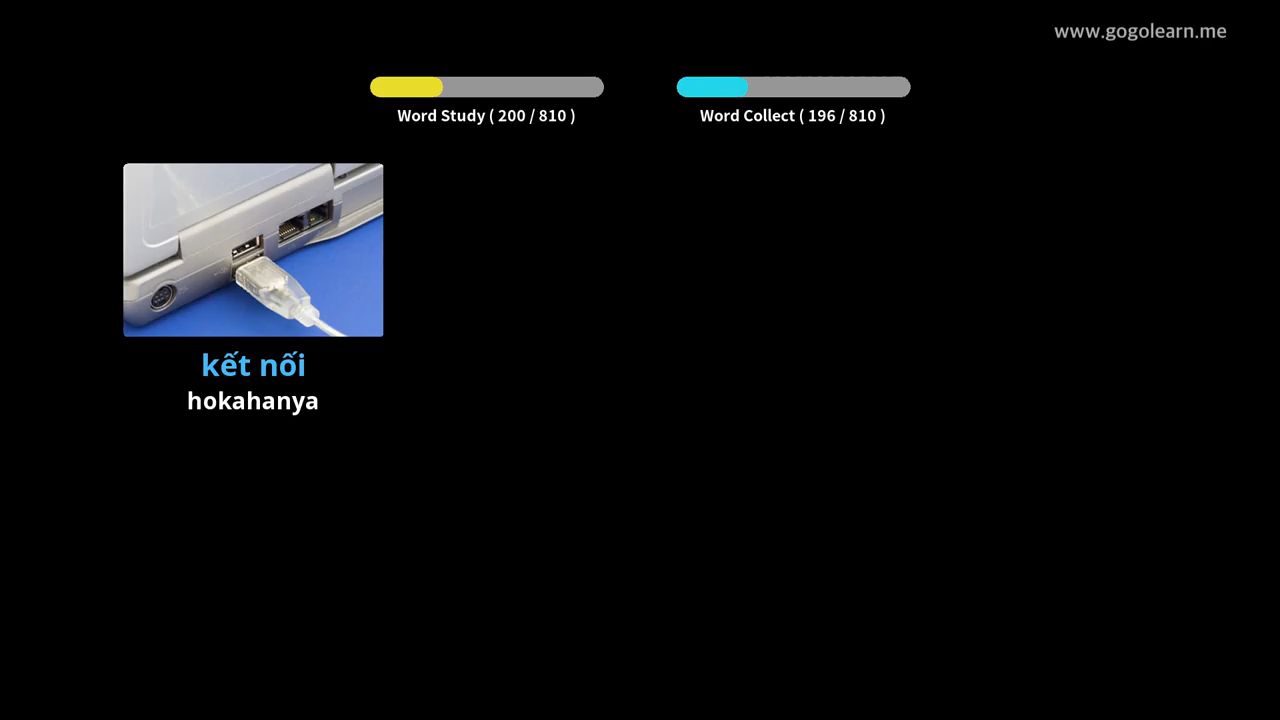 www.gogolearn.me
Word Study ( 200 / 810 )
Word Collect ( 196 / 810 )
kết nối
hokahanya